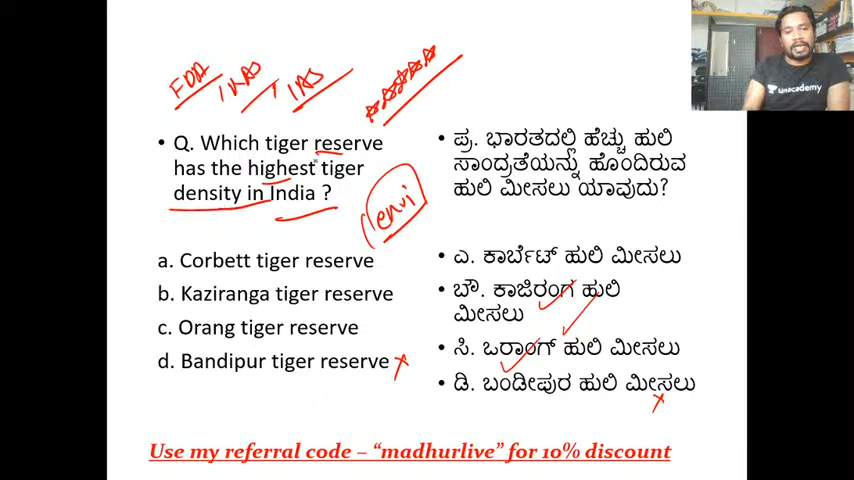 FDA
KAS
IAS
• Q. Which tiger reserve
has the highest tiger
density in India ?
envi
a. Corbett tiger reserve
b. Kaziranga tiger reserve
c. Orang tiger reserve
d. Bandipur tiger reserve
• ಪ್ರ. ಭಾರತದಲ್ಲಿ ಹೆಚ್ಚು ಹುಲಿ
ಸಾಂದ್ರತೆಯನ್ನು ಹೊಂದಿರುವ
ಹುಲಿ ಮೀಸಲು ಯಾವುದು?
• ಎ. ಕಾರ್ಬೆಟ್ ಹುಲಿ ಮೀಸಲು
• ಬೌ. ಕಾಜಿರಂಗ ಹುಲಿ
ಮೀಸಲು
• ಸಿ. ಒರಾಂಗ್ ಹುಲಿ ಮೀಸಲು
• ಡಿ. ಬಂಡೀಪುರ ಹುಲಿ ಮೀಸಲು
Use my referral code – “madhurlive” for 10% discount
unacademy